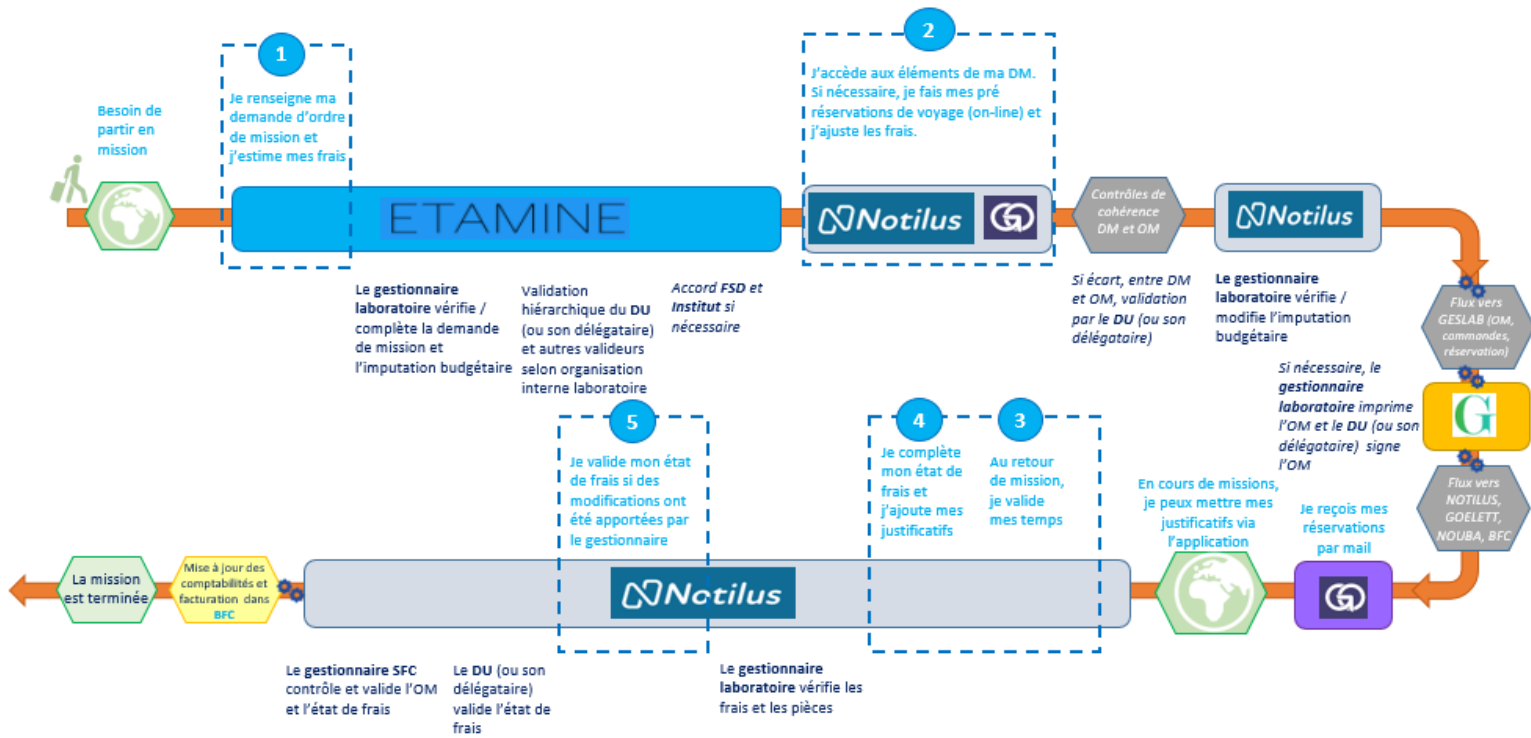 1
Je renseigne ma
demande d'ordre
de mission et
j'estime mes frais
2
J'accède aux éléments de ma DM.
Si nécessaire, je fais mes pré
réservations de voyage (on-line) et
j'ajuste les frais.
Besoin de
partir en
mission
ETAMINE
Notilus
GO
Contrôles de
cohérence
DM et OM
Notilus
Le gestionnaire
laboratoire vérifie /
complète la demande
de mission et
l'imputation budgétaire
Validation
hiérarchique du DU
(ou son délégataire)
et autres valideurs
selon organisation
interne laboratoire
Accord FSD et
Institut si
nécessaire
Si écart, entre DM
et OM, validation
par le DU (ou son
délégataire)
Le gestionnaire
laboratoire vérifie /
modifie l'imputation
budgétaire
Flux vers
GESLAB (OM,
commandes,
réservation)
Si nécessaire, le
gestionnaire
laboratoire imprime
l'OM et le DU (ou son
délégataire) signe
l'OM
G
Flux vers
NOTILUS,
GOELETT,
NOUBA, BFC
5
Je valide mon état
de frais si des
modifications ont
été apportées par
le gestionnaire
4
Je complète
mon état de
frais et
j'ajoute mes
justificatifs
3
Au retour
de mission,
je valide
mes temps
En cours de missions,
je peux mettre mes
justificatifs via
l'application
Je reçois mes
réservations
par mail
GO
La mission
est terminée
Mise à jour des
comptabilités et
facturation dans
BFC
Notilus
Le gestionnaire SFC
contrôle et valide l'OM
et l'état de frais
Le DU (ou son
délégataire)
valide l'état de
frais
Le gestionnaire
laboratoire vérifie les
frais et les pièces